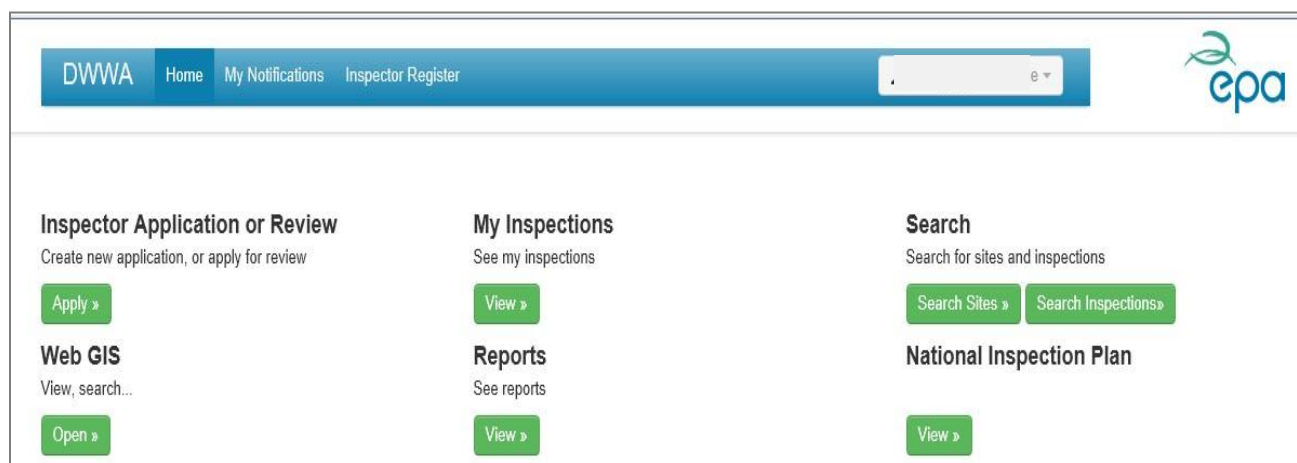 DWWA Home My Notifications Inspector Register
epa
Inspector Application or Review
Create new application, or apply for review
Apply »
My Inspections
See my inspections
View »
Search
Search for sites and inspections
Search Sites » Search Inspections»
Web GIS
View, search...
Open »
Reports
See reports
View »
National Inspection Plan
View »